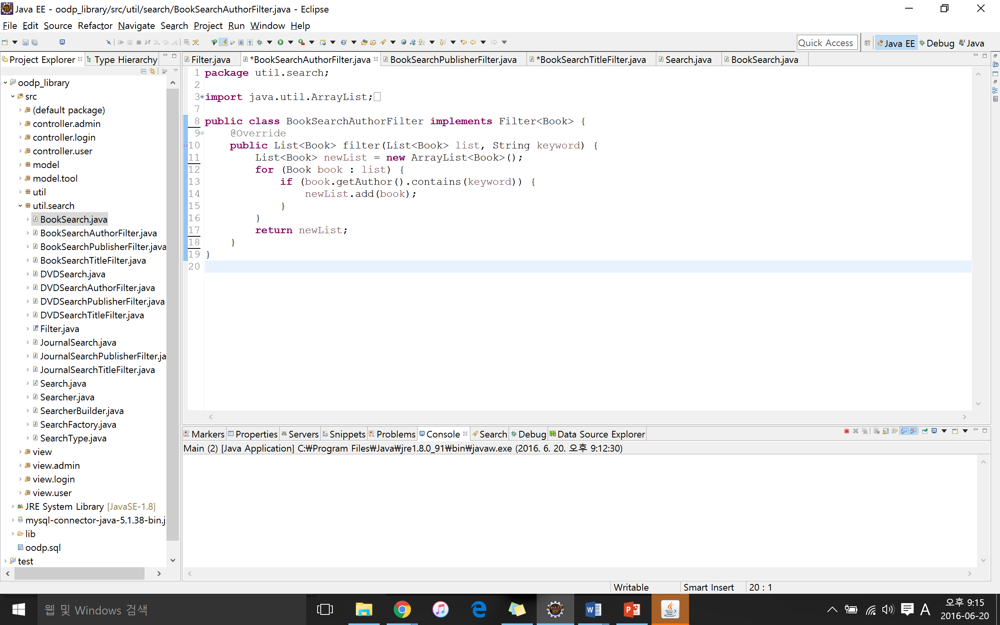 Java EE - oodp_library/src/util/search/BookSearchAuthorFilter.java - Eclipse
File Edit Source Refactor Navigate Search Project Run Window Help
Quick Access Java EE Debug Java
Project Explorer Type Hierarchy
oodp_library
src
(default package)
controller.admin
controller.login
controller.user
model
model.tool
util
util.search
BookSearch.java
BookSearchAuthorFilter.java
BookSearchPublisherFilter.java
BookSearchTitleFilter.java
DVDSearch.java
DVDSearchAuthorFilter.java
DVDSearchPublisherFilter.java
DVDSearchTitleFilter.java
Filter.java
JournalSearch.java
JournalSearchPublisherFilter.ja
JournalSearchTitleFilter.java
Search.java
Searcher.java
SearcherBuilder.java
SearchFactory.java
SearchType.java
view
view.admin
view.login
view.user
JRE System Library [JavaSE-1.8]
mysql-connector-java-5.1.38-bin.j
lib
oodp.sql
test
Filter.java *BookSearchAuthorFilter.java BookSearchPublisherFilter.java *BookSearchTitleFilter.java Search.java BookSearch.java
1 package util.search;
2
3 import java.util.ArrayList;
7
8 public class BookSearchAuthorFilter implements Filter<Book> {
9 @Override
10 public List<Book> filter(List<Book> list, String keyword) {
11 List<Book> newList = new ArrayList<Book>();
12 for (Book book : list) {
13 if (book.getAuthor().contains(keyword)) {
14 newList.add(book);
15 }
16 }
17 return newList;
18 }
19 }
20
Markers Properties Servers Snippets Problems Console Search Debug Data Source Explorer
Main (2) [Java Application] C:₩Program Files₩Java₩jre1.8.0_91₩bin₩javaw.exe (2016. 6. 20. 오후 9:12:30)
Writable Smart Insert 20 : 1
웹 및 Windows 검색
A
오후 9:15
2016-06-20